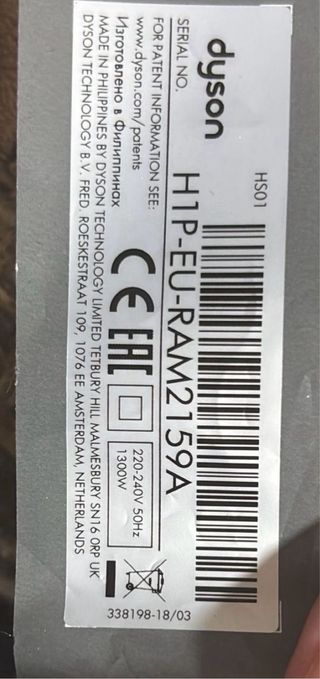 dyson
HS01
SERIAL NO.
H1P-EU-RAM2159A
FOR PATENT INFORMATION SEE:
www.dyson.com/patents
CE EAC
220-240V 50Hz
1300W
Изготовлено в Филиппинах
MADE IN PHILIPPINES BY DYSON TECHNOLOGY LIMITED TETBURY HILL MALMESBURY SN16 0RP UK
DYSON TECHNOLOGY B.V. FRED. ROESKESTRAAT 109, 1076 EE AMSTERDAM, NETHERLANDS
338198-18/03